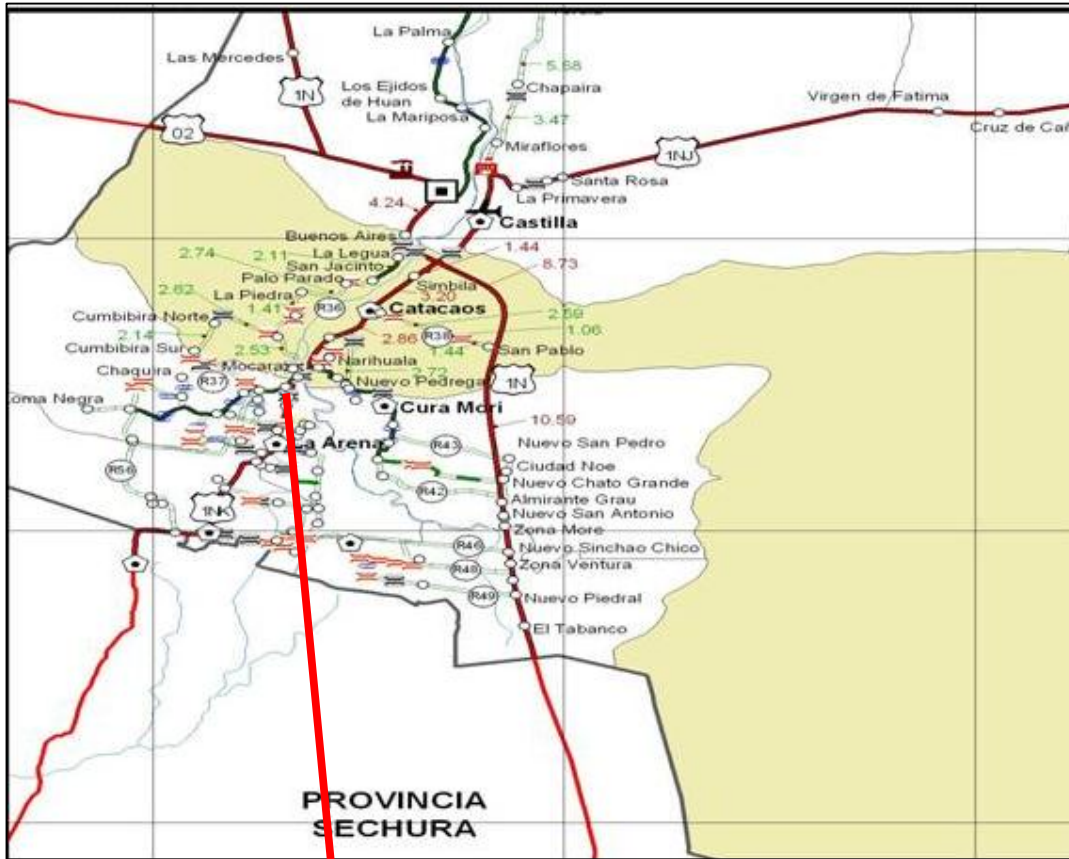 La Palma
Las Mercedes
5.68
1N
Los Ejidos
de Huan
Chapaira
Virgen de Fatima
La Mariposa
3.47
Cruz de Cañ
02
Miraflores
1NJ
Santa Rosa
La Primavera
4.24
Castilla
Buenos Aires
2.74
2.11
La Legua
1.44
San Jacinto
8.73
Palo Parado
Simbila
2.62
La Piedra
3.20
R36
1.41
Catacaos
2.59
Cumbibira Norte
2.14
2.86
R38
1.06
Cumbibira Sur
2.53
1.44
San Pablo
Narihuala
Chaquira
Mocara
2.72
R37
Nuevo Pedrega
1N
oma Negra
Cura Mori
10.59
La Arena
R43
Nuevo San Pedro
R56
Ciudad Noe
Nuevo Chato Grande
R42
Almirante Grau
1NK
Nuevo San Antonio
Zona More
R46
Nuevo Sinchao Chico
R48
Zona Ventura
R49
Nuevo Piedral
El Tabanco
PROVINCIA
SECHURA